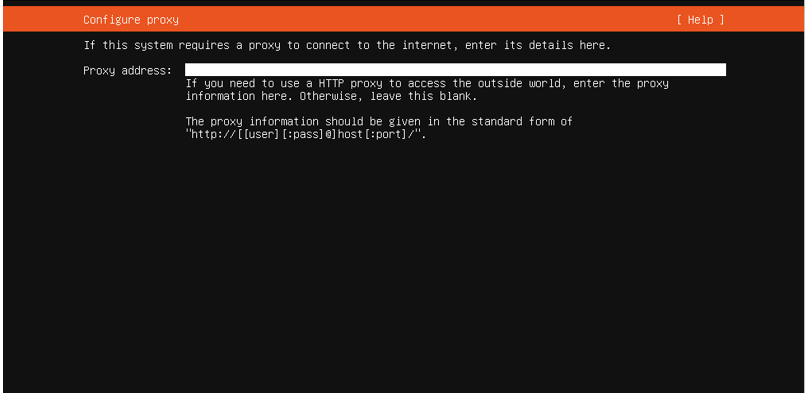 Configure proxy [ Help ]
If this system requires a proxy to connect to the internet, enter its details here.
Proxy address:
If you need to use a HTTP proxy to access the outside world, enter the proxy
information here. Otherwise, leave this blank.
The proxy information should be given in the standard form of
"http://[[user][:pass]@]host[:port]/".